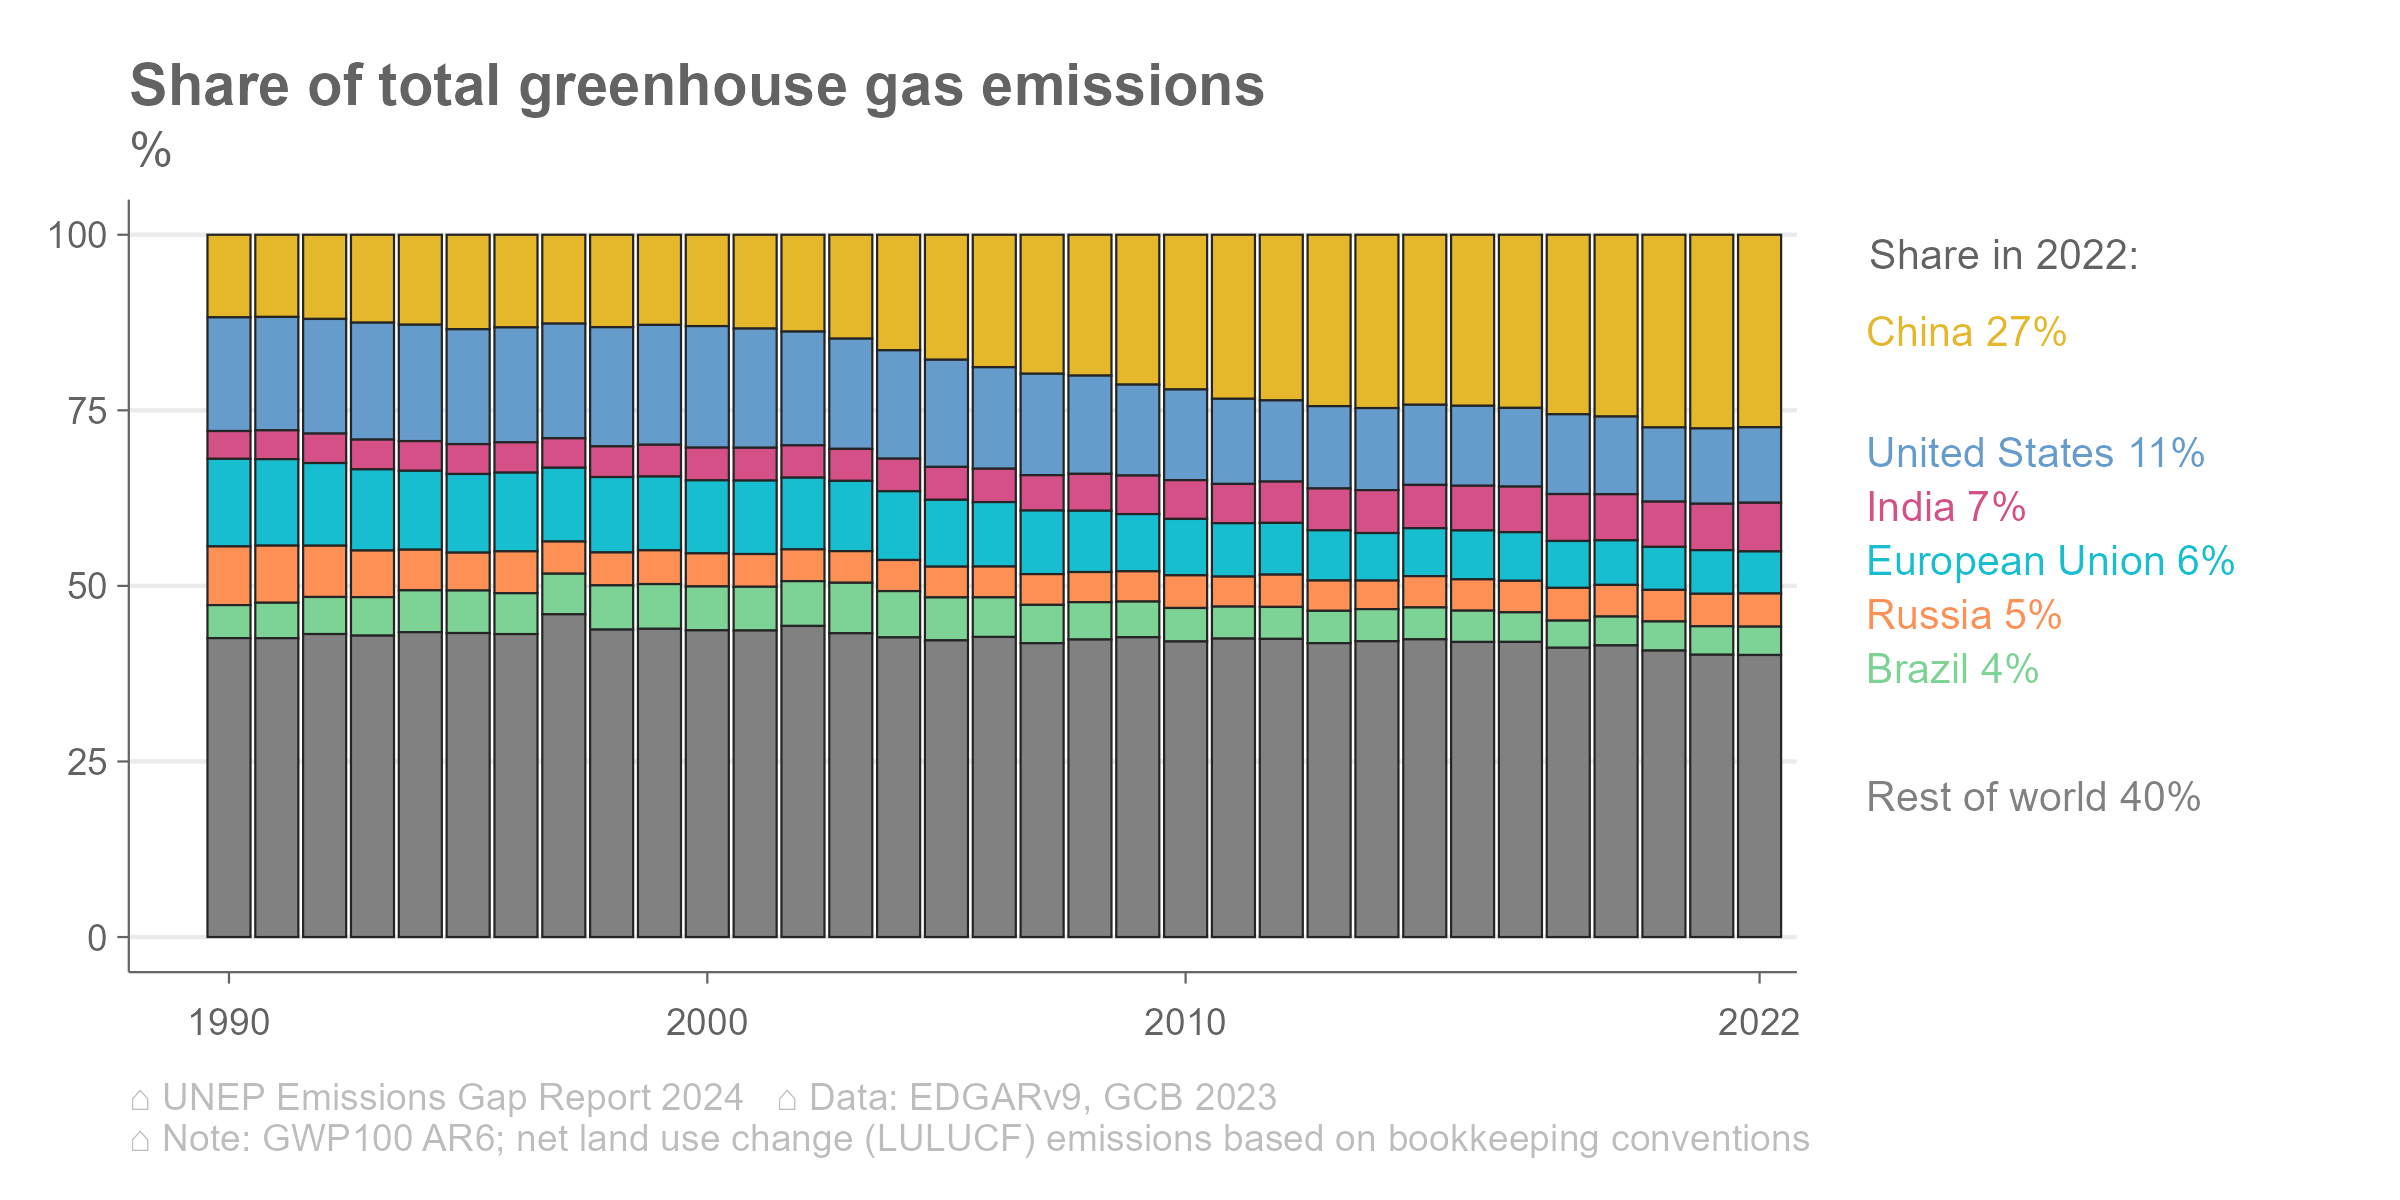 Share of total greenhouse gas emissions
%
100
75
50
25
0
1990 2000 2010 2022
Share in 2022:
China 27%
United States 11%
India 7%
European Union 6%
Russia 5%
Brazil 4%
Rest of world 40%
⌂ UNEP Emissions Gap Report 2024 ⌂ Data: EDGARv9, GCB 2023
⌂ Note: GWP100 AR6; net land use change (LULUCF) emissions based on bookkeeping conventions